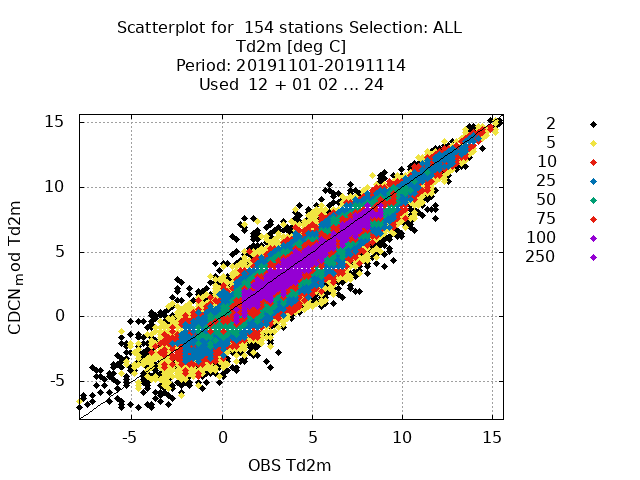 Scatterplot for  154 stations Selection: ALL
Td2m [deg C]
Period: 20191101-20191114
Used  12 + 01 02 ... 24
15
10
5
0
-5
CDCN_mod Td2m
-5 0 5 10 15
OBS Td2m
2
5
10
25
50
75
100
250